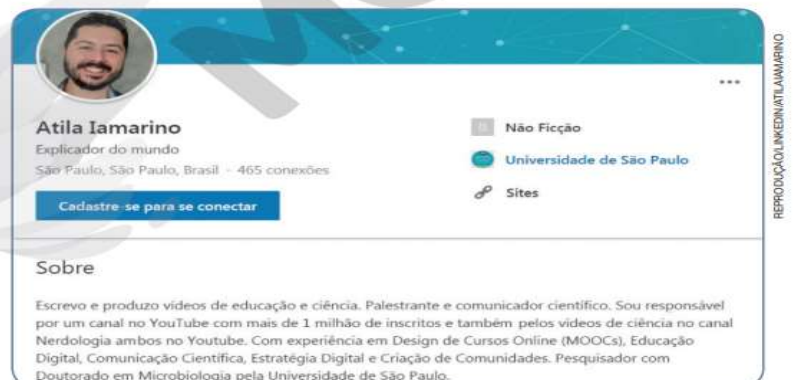 Atila Iamarino
Explicador do mundo
São Paulo, São Paulo, Brasil - 465 conexões
Cadastre-se para se conectar
Não Ficção
Universidade de São Paulo
Sites
Sobre
Escrevo e produzo vídeos de educação e ciência. Palestrante e comunicador científico. Sou responsável
por um canal no YouTube com mais de 1 milhão de inscritos e também pelos vídeos de ciência no canal
Nerdologia ambos no Youtube. Com experiência em Design de Cursos Online (MOOCs), Educação
Digital, Comunicação Científica, Estratégia Digital e Criação de Comunidades. Pesquisador com
Doutorado em Microbiologia pela Universidade de São Paulo.
REPRODUÇÃO/LINKEDIN/ATILAIAMARINO